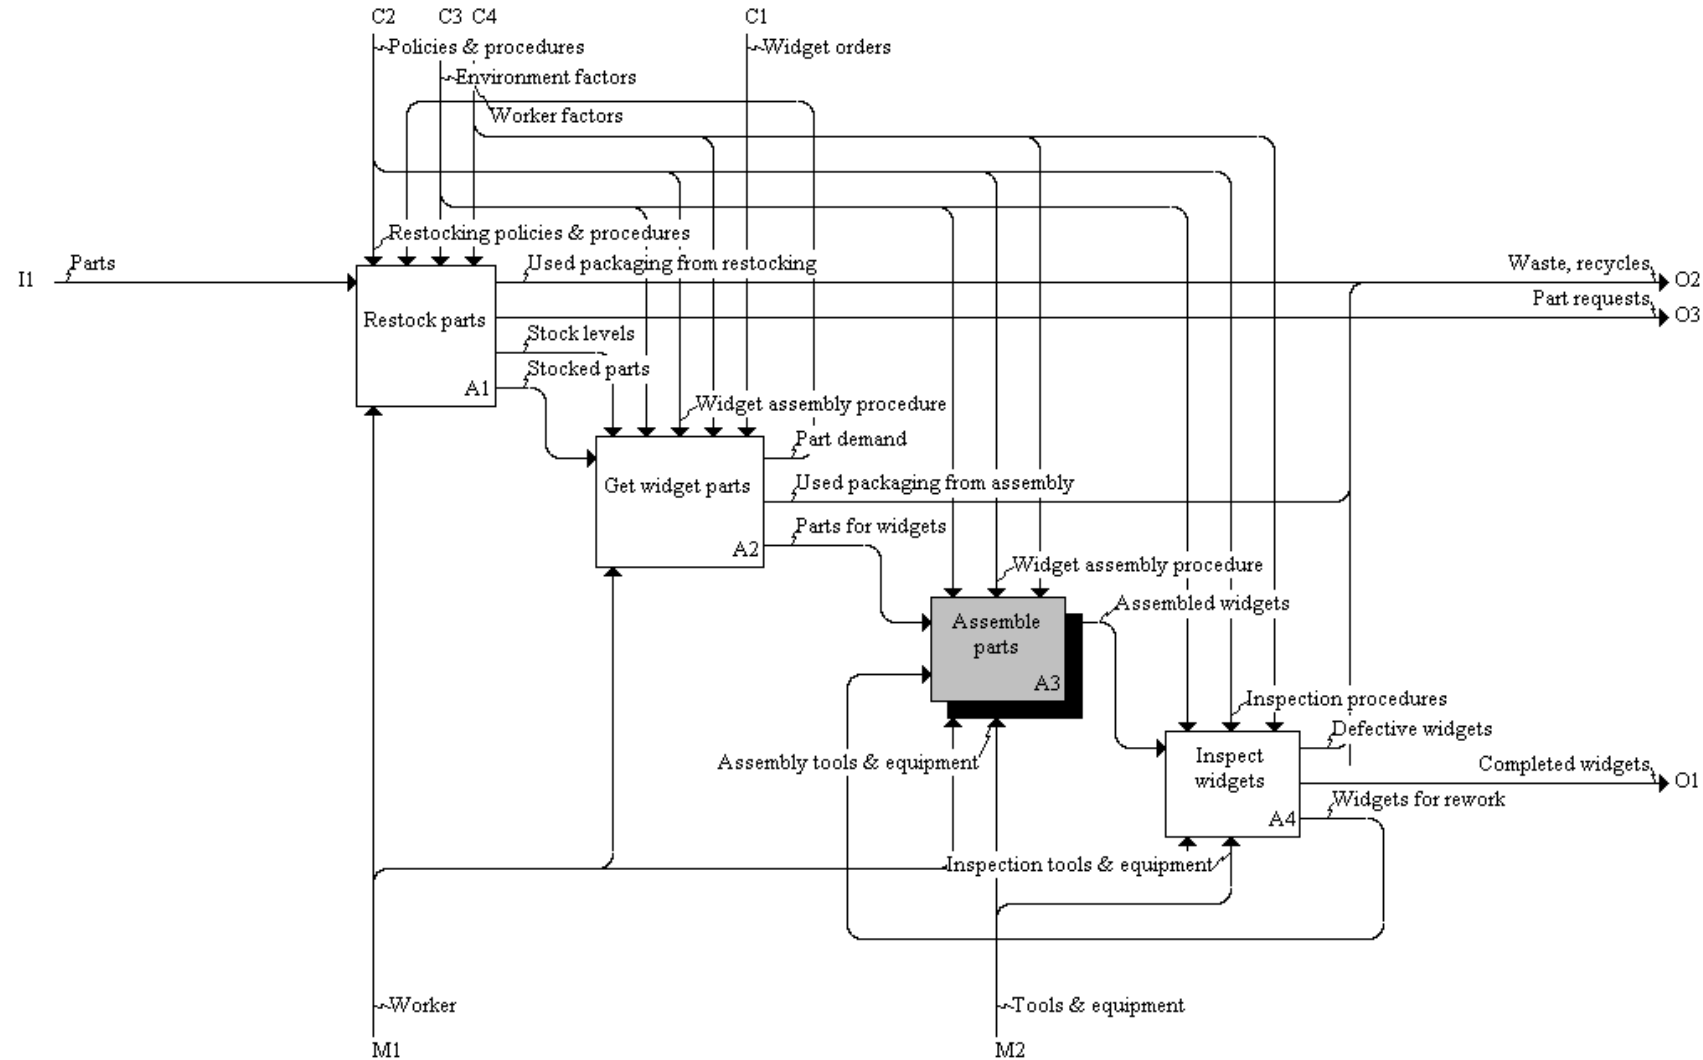 C2 C3 C4 C1
Policies & procedures
Widget orders
Environment factors
Worker factors
Restocking policies & procedures
I1
Parts
Used packaging from restocking
Waste, recycles
O2
Part requests
O3
Restock parts
A1
Stock levels
Stocked parts
Widget assembly procedure
Part demand
Get widget parts
A2
Used packaging from assembly
Parts for widgets
Widget assembly procedure
Assembled widgets
Assemble
parts
A3
Inspection procedures
Defective widgets
Assembly tools & equipment
Inspect
widgets
A4
Completed widgets
O1
Widgets for rework
Inspection tools & equipment
Worker
Tools & equipment
M1
M2